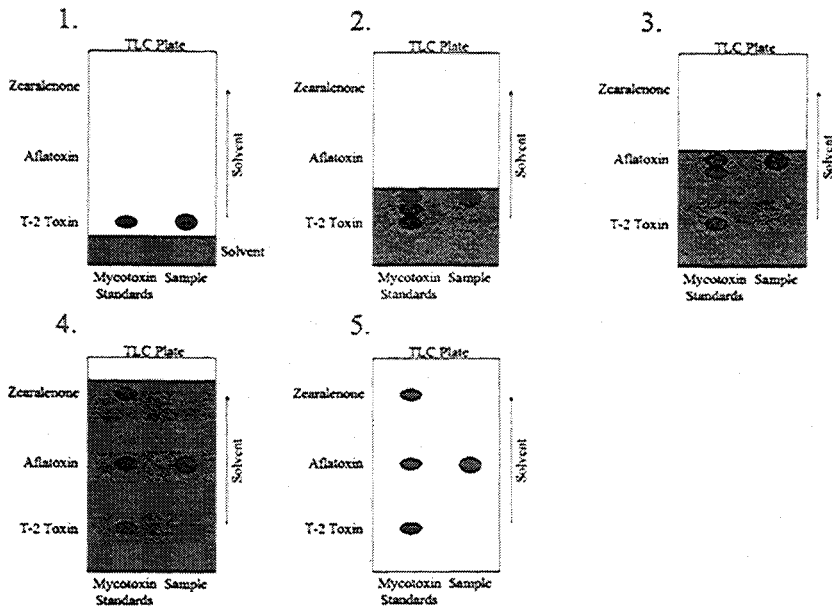 1.
TLC Plate
Zearalenone
Aflatoxin
T-2 Toxin
Solvent
Solvent
Mycotoxin Sample
Standards
2.
TLC Plate
Zearalenone
Aflatoxin
T-2 Toxin
Solvent
Mycotoxin Sample
Standards
3.
TLC Plate
Zearalenone
Aflatoxin
T-2 Toxin
Solvent
Mycotoxin Sample
Standards
4.
TLC Plate
Zearalenone
Aflatoxin
T-2 Toxin
Solvent
Mycotoxin Sample
Standards
5.
TLC Plate
Zearalenone
Aflatoxin
T-2 Toxin
Solvent
Mycotoxin Sample
Standards